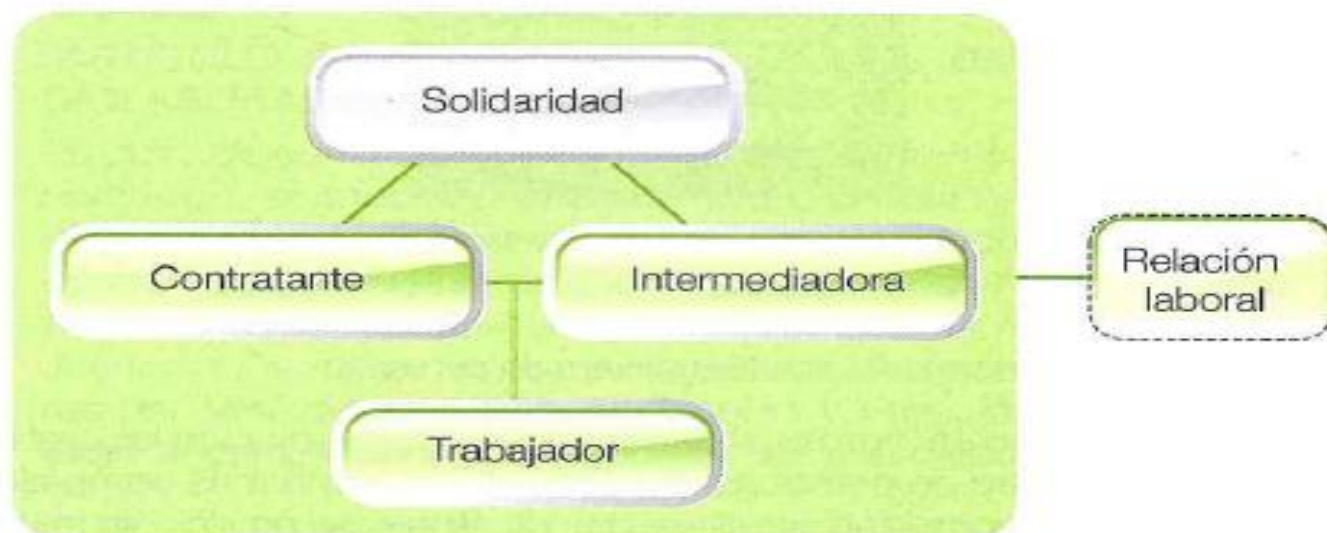 Solidaridad
Contratante
Intermediadora
Relación
laboral
Trabajador